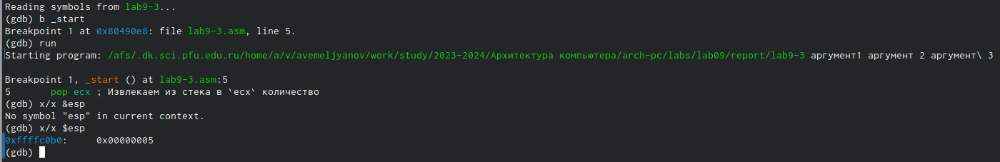 Reading symbols from lab9-3...
(gdb) b _start
Breakpoint 1 at 0x80490e8: file lab9-3.asm, line 5.
(gdb) run
Starting program: /afs/.dk.sci.pfu.edu.ru/home/a/v/avemeljyanov/work/study/2023-2024/Архитектура компьютера/arch-pc/labs/lab09/report/lab9-3 аргумент1 аргумент 2 аргумент\ 3
Breakpoint 1, _start () at lab9-3.asm:5
5 pop ecx ; Извлекаем из стека в `ecx` количество
(gdb) x/x &esp
No symbol "esp" in current context.
(gdb) x/x $esp
0xffffc0b0: 0x00000005
(gdb)